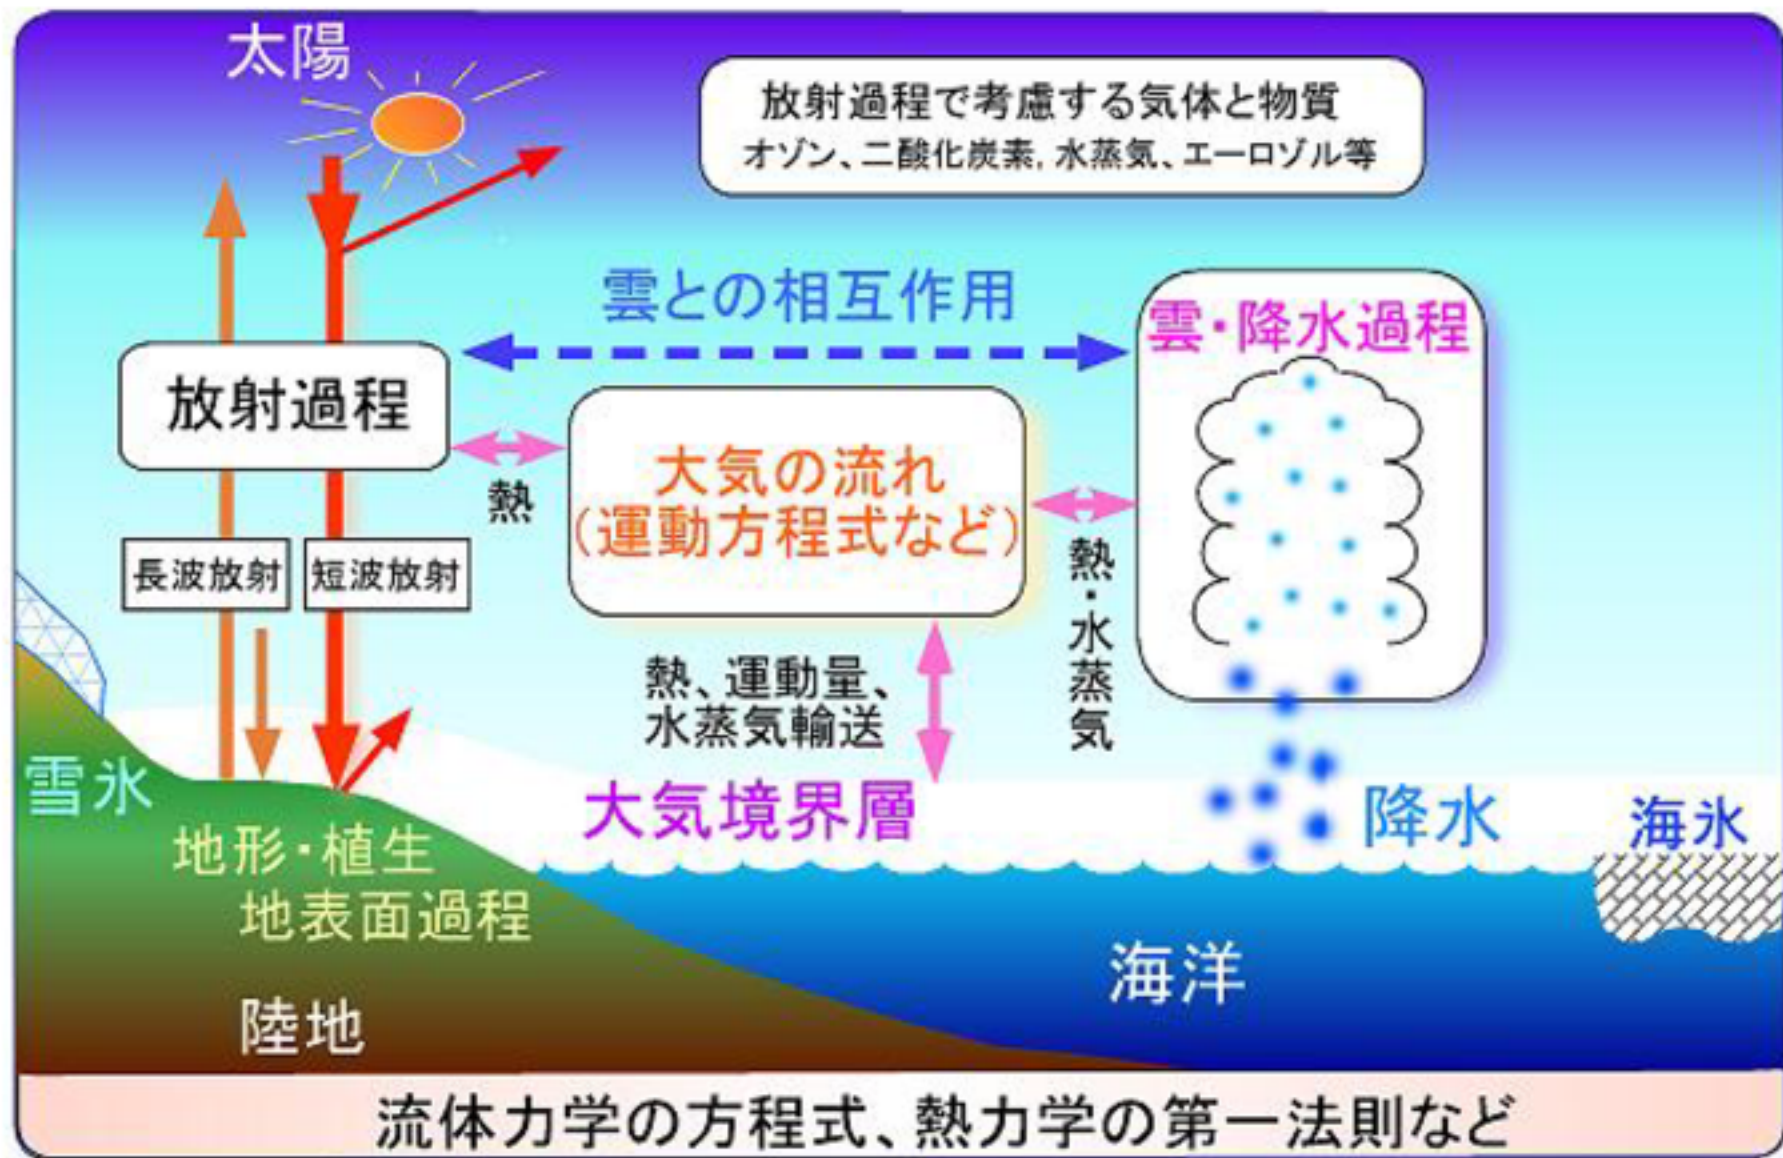 太陽
放射過程で考慮する気体と物質
オゾン、二酸化炭素, 水蒸気、エーロゾル等
雲との相互作用
雲・降水過程
放射過程
大気の流れ
(運動方程式など)
熱
熱・水蒸気
長波放射
短波放射
熱、運動量、
水蒸気輸送
大気境界層
雪氷
降水
海氷
地形・植生
地表面過程
海洋
陸地
流体力学の方程式、熱力学の第一法則など